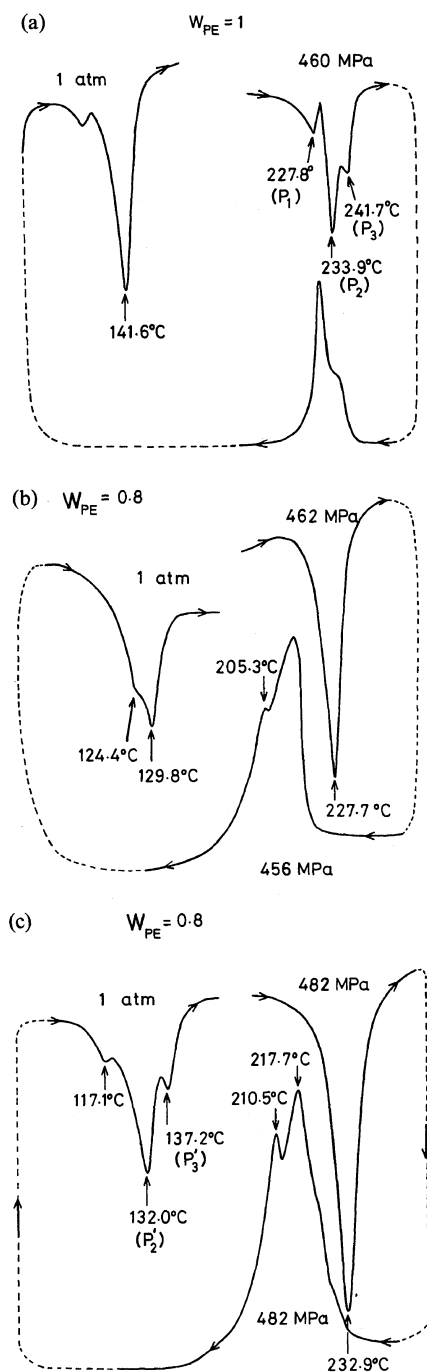 (a) W_PE = 1
1 atm
460 MPa
227.8°
(P₁)
241.7°C
(P₃)
233.9°C
(P₂)
141.6°C
(b) W_PE = 0.8
462 MPa
1 atm
205.3°C
124.4°C
129.8°C
227.7°C
456 MPa
(c) W_PE = 0.8
1 atm
482 MPa
217.7°C
210.5°C
117.1°C
137.2°C
(P₃')
132.0°C
(P₂')
482 MPa
232.9°C